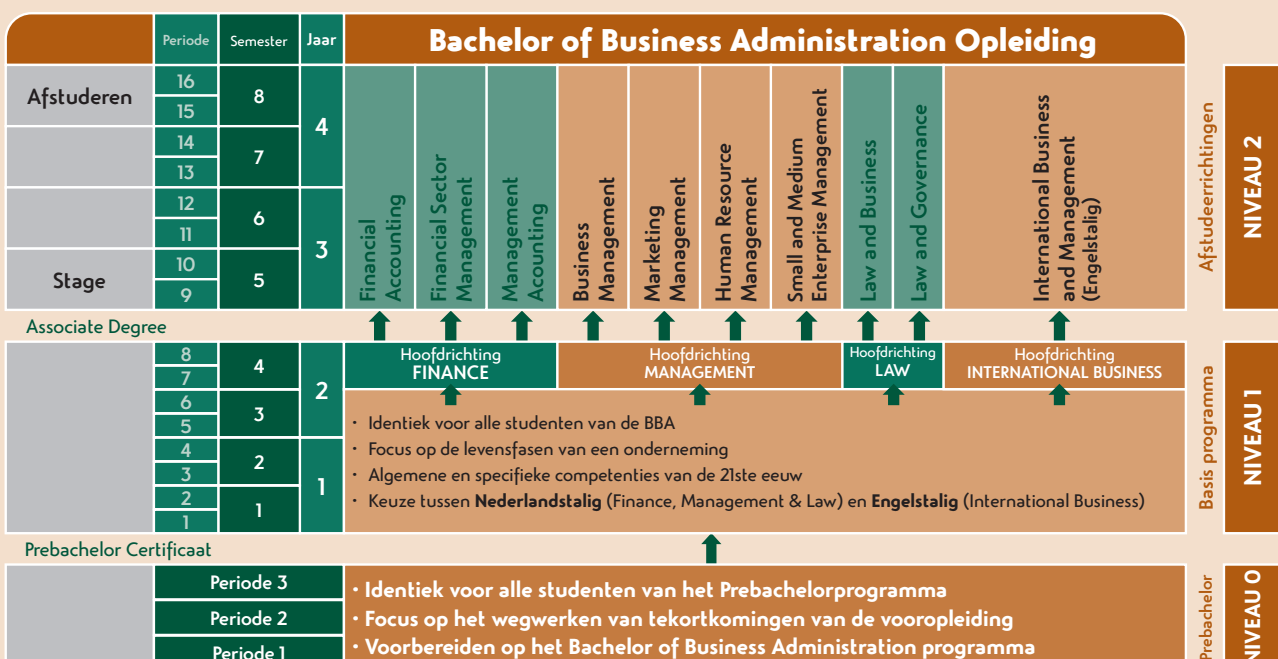 Periode Semester Jaar Bachelor of Business Administration Opleiding
Afstuderen
16
15
14
13
12
11
10
9
8
7
6
5
4
3
Stage
Financial
Accounting
Financial Sector
Management
Management
Acounting
Business
Management
Marketing
Management
Human Resource
Management
Small and Medium
Enterprise Management
Law and Business
Law and Governance
International Business
and Management
(Engelstalig)
Afstudeerrichtingen
NIVEAU 2
Associate Degree
8
7
6
5
4
3
2
1
4
3
2
1
2
1
Hoofdrichting
FINANCE
Hoofdrichting
MANAGEMENT
Hoofdrichting
LAW
Hoofdrichting
INTERNATIONAL BUSINESS
• Identiek voor alle studenten van de BBA
• Focus op de levensfasen van een onderneming
• Algemene en specifieke competenties van de 21ste eeuw
• Keuze tussen Nederlandstalig (Finance, Management & Law) en Engelstalig (International Business)
Basis programma
NIVEAU 1
Prebachelor Certificaat
Periode 3
Periode 2
Periode 1
• Identiek voor alle studenten van het Prebachelorprogramma
• Focus op het wegwerken van tekortkomingen van de vooropleiding
• Voorbereiden op het Bachelor of Business Administration programma
Prebachelor
NIVEAU 0